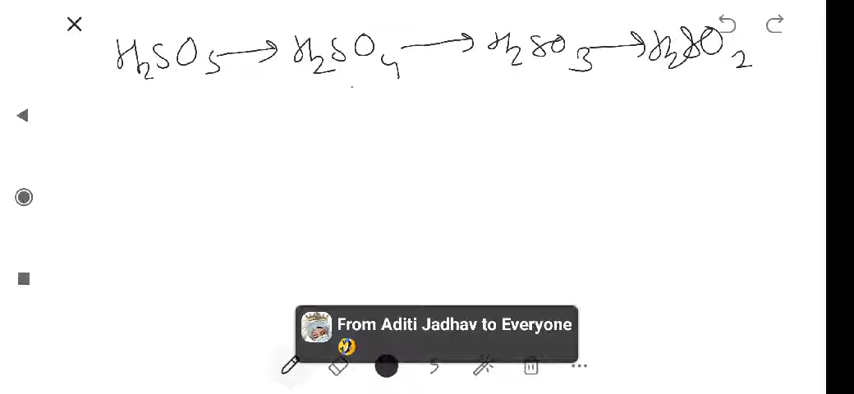 H₂SO₅ → H₂SO₄ → H₂SO₃ → H₂SO₂
From Aditi Jadhav to Everyone
🤣